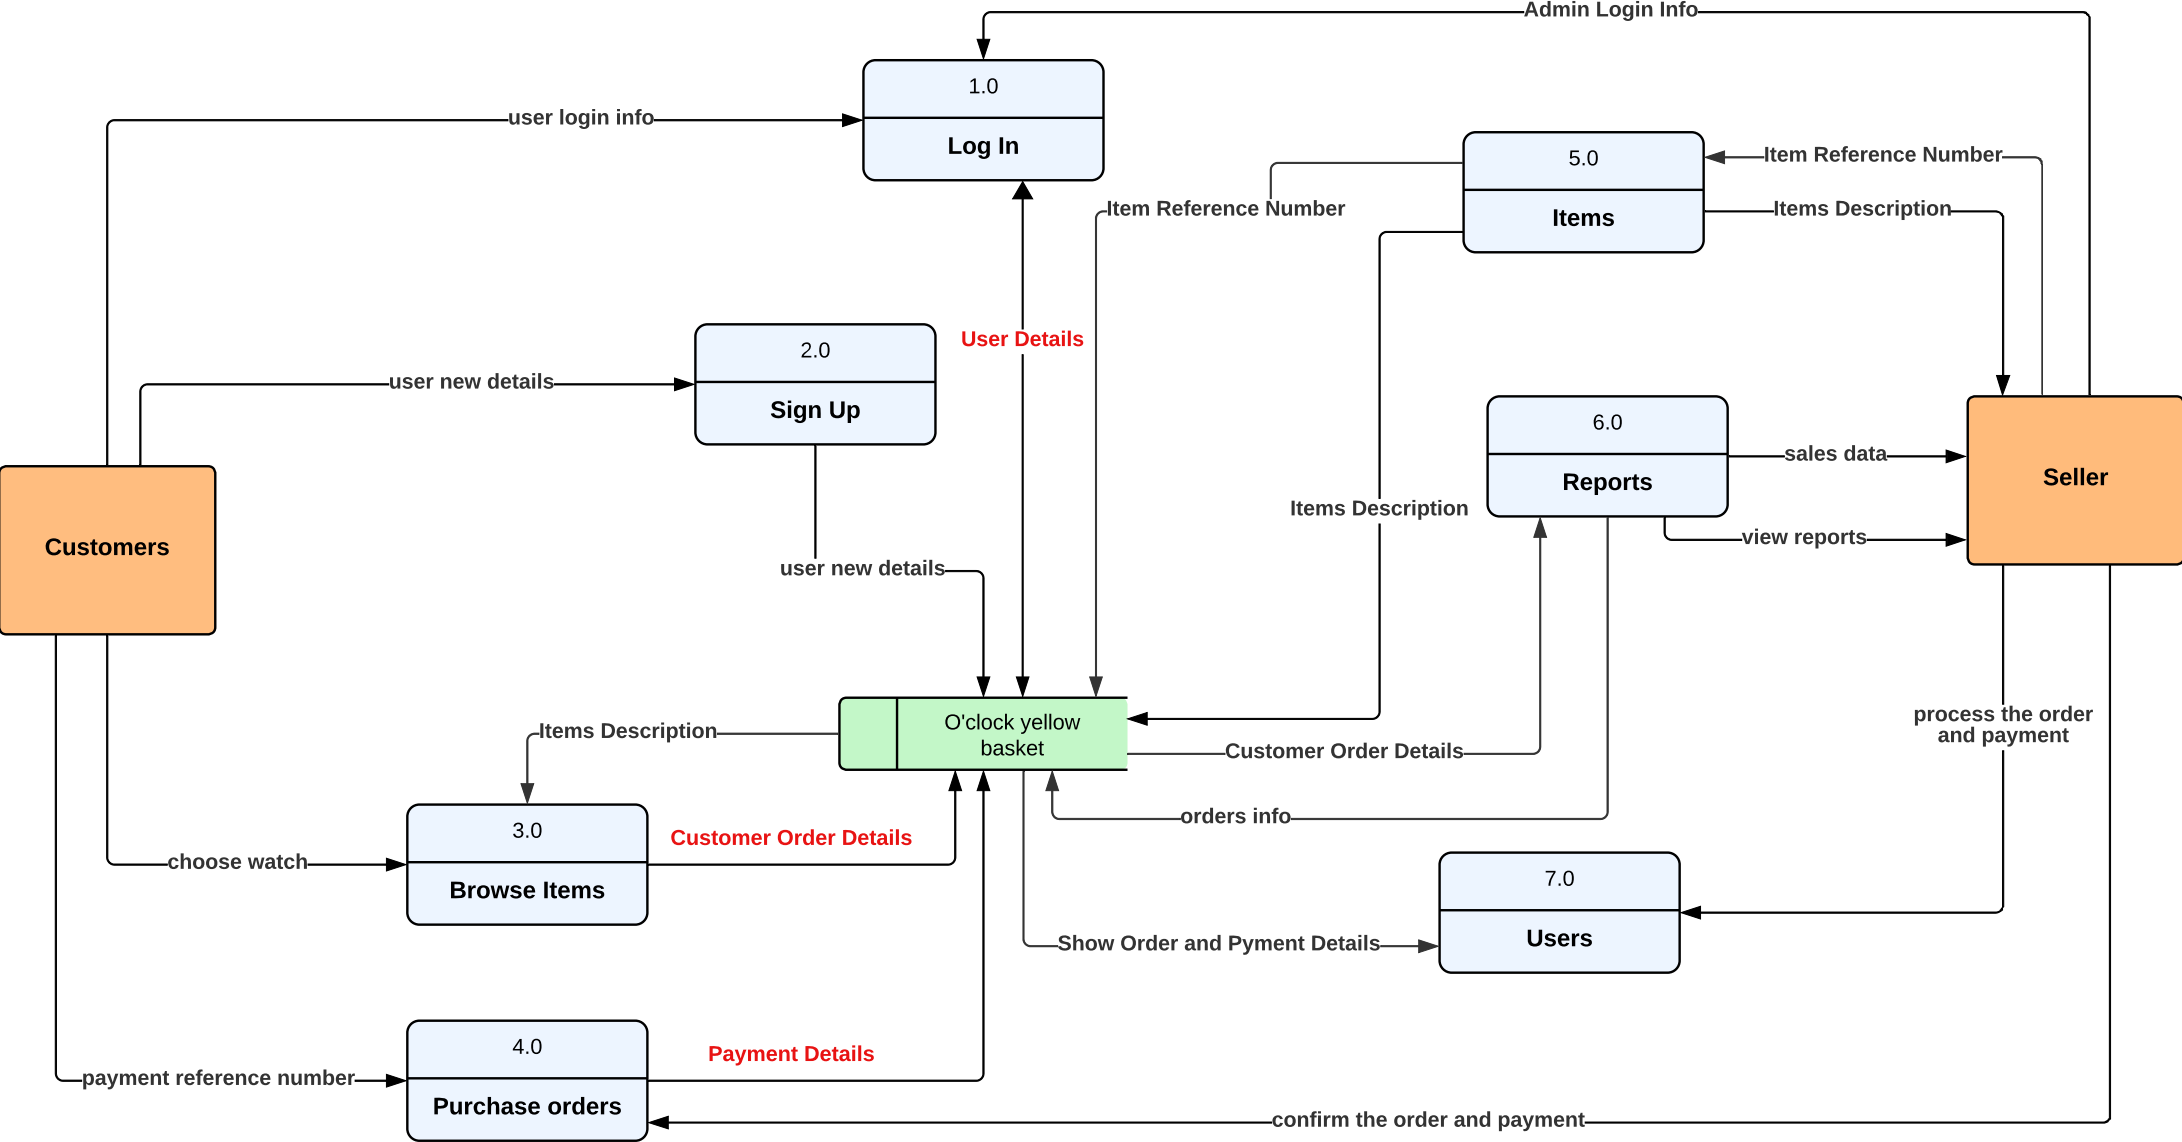 Admin Login Info
1.0
Log In
user login info
5.0
Items
Item Reference Number
Items Description
Item Reference Number
2.0
Sign Up
user new details
User Details
6.0
Reports
sales data
view reports
Seller
Customers
Items Description
user new details
O'clock yellow
basket
Items Description
Customer Order Details
process the order
and payment
orders info
3.0
Browse Items
choose watch
Customer Order Details
7.0
Users
Show Order and Pyment Details
4.0
Purchase orders
payment reference number
Payment Details
confirm the order and payment